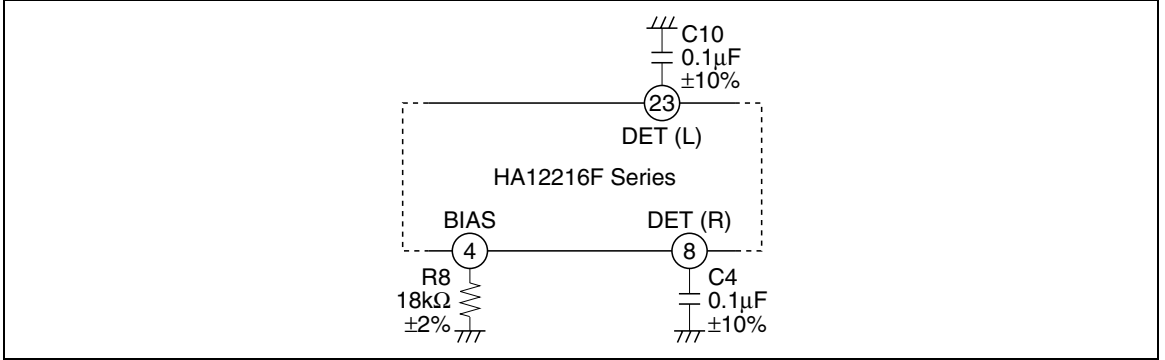 C10
0.1µF
±10%
23
DET (L)
HA12216F Series
BIAS
DET (R)
4
8
R8
18kΩ
±2%
C4
0.1µF
±10%